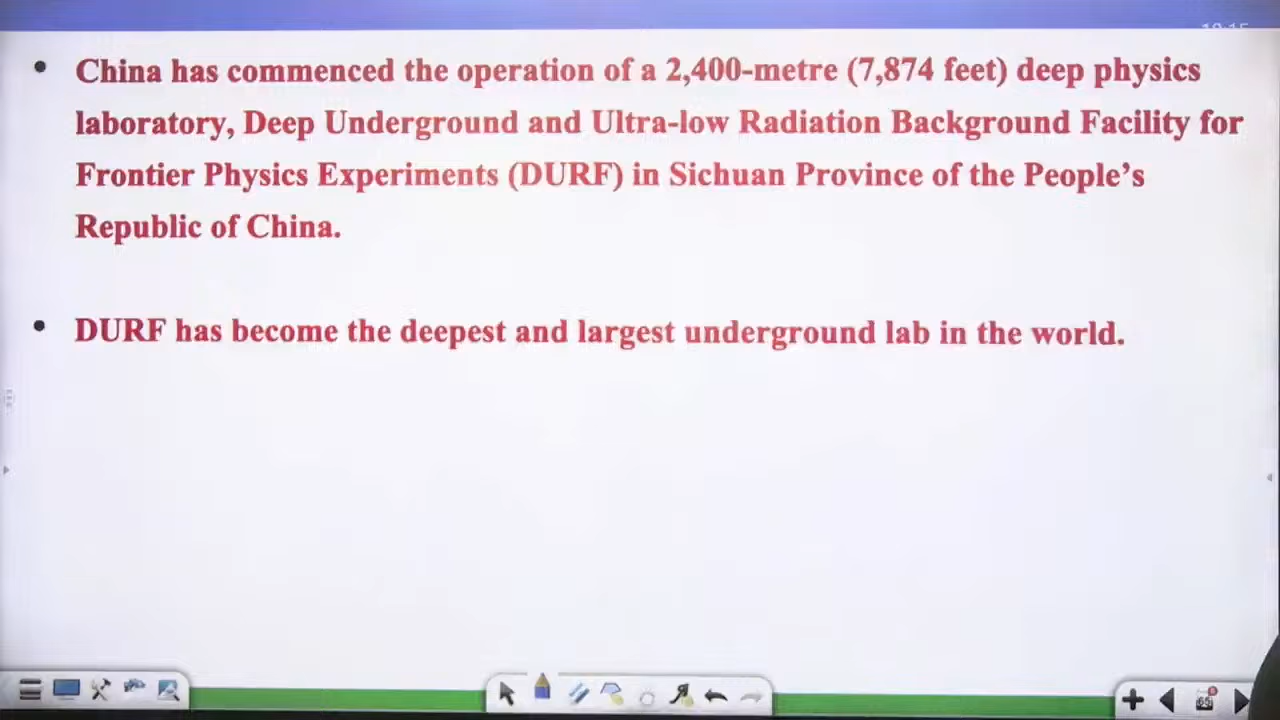 • China has commenced the operation of a 2,400-metre (7,874 feet) deep physics
laboratory, Deep Underground and Ultra-low Radiation Background Facility for
Frontier Physics Experiments (DURF) in Sichuan Province of the People’s
Republic of China.
• DURF has become the deepest and largest underground lab in the world.